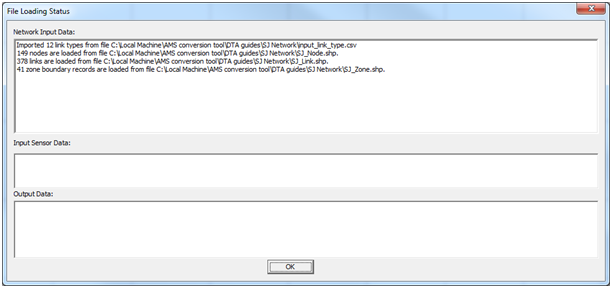 File Loading Status
Network Input Data:
Imported 12 link types from file C:\Local Machine\AMS conversion tool\DTA guides\SJ Network\input_link_type.csv
149 nodes are loaded from file C:\Local Machine\AMS conversion tool\DTA guides\SJ Network\SJ_Node.shp.
378 links are loaded from file C:\Local Machine\AMS conversion tool\DTA guides\SJ Network\SJ_Link.shp.
41 zone boundary records are loaded from file C:\Local Machine\AMS conversion tool\DTA guides\SJ Network\SJ_Zone.shp.
Input Sensor Data:
Output Data:
OK